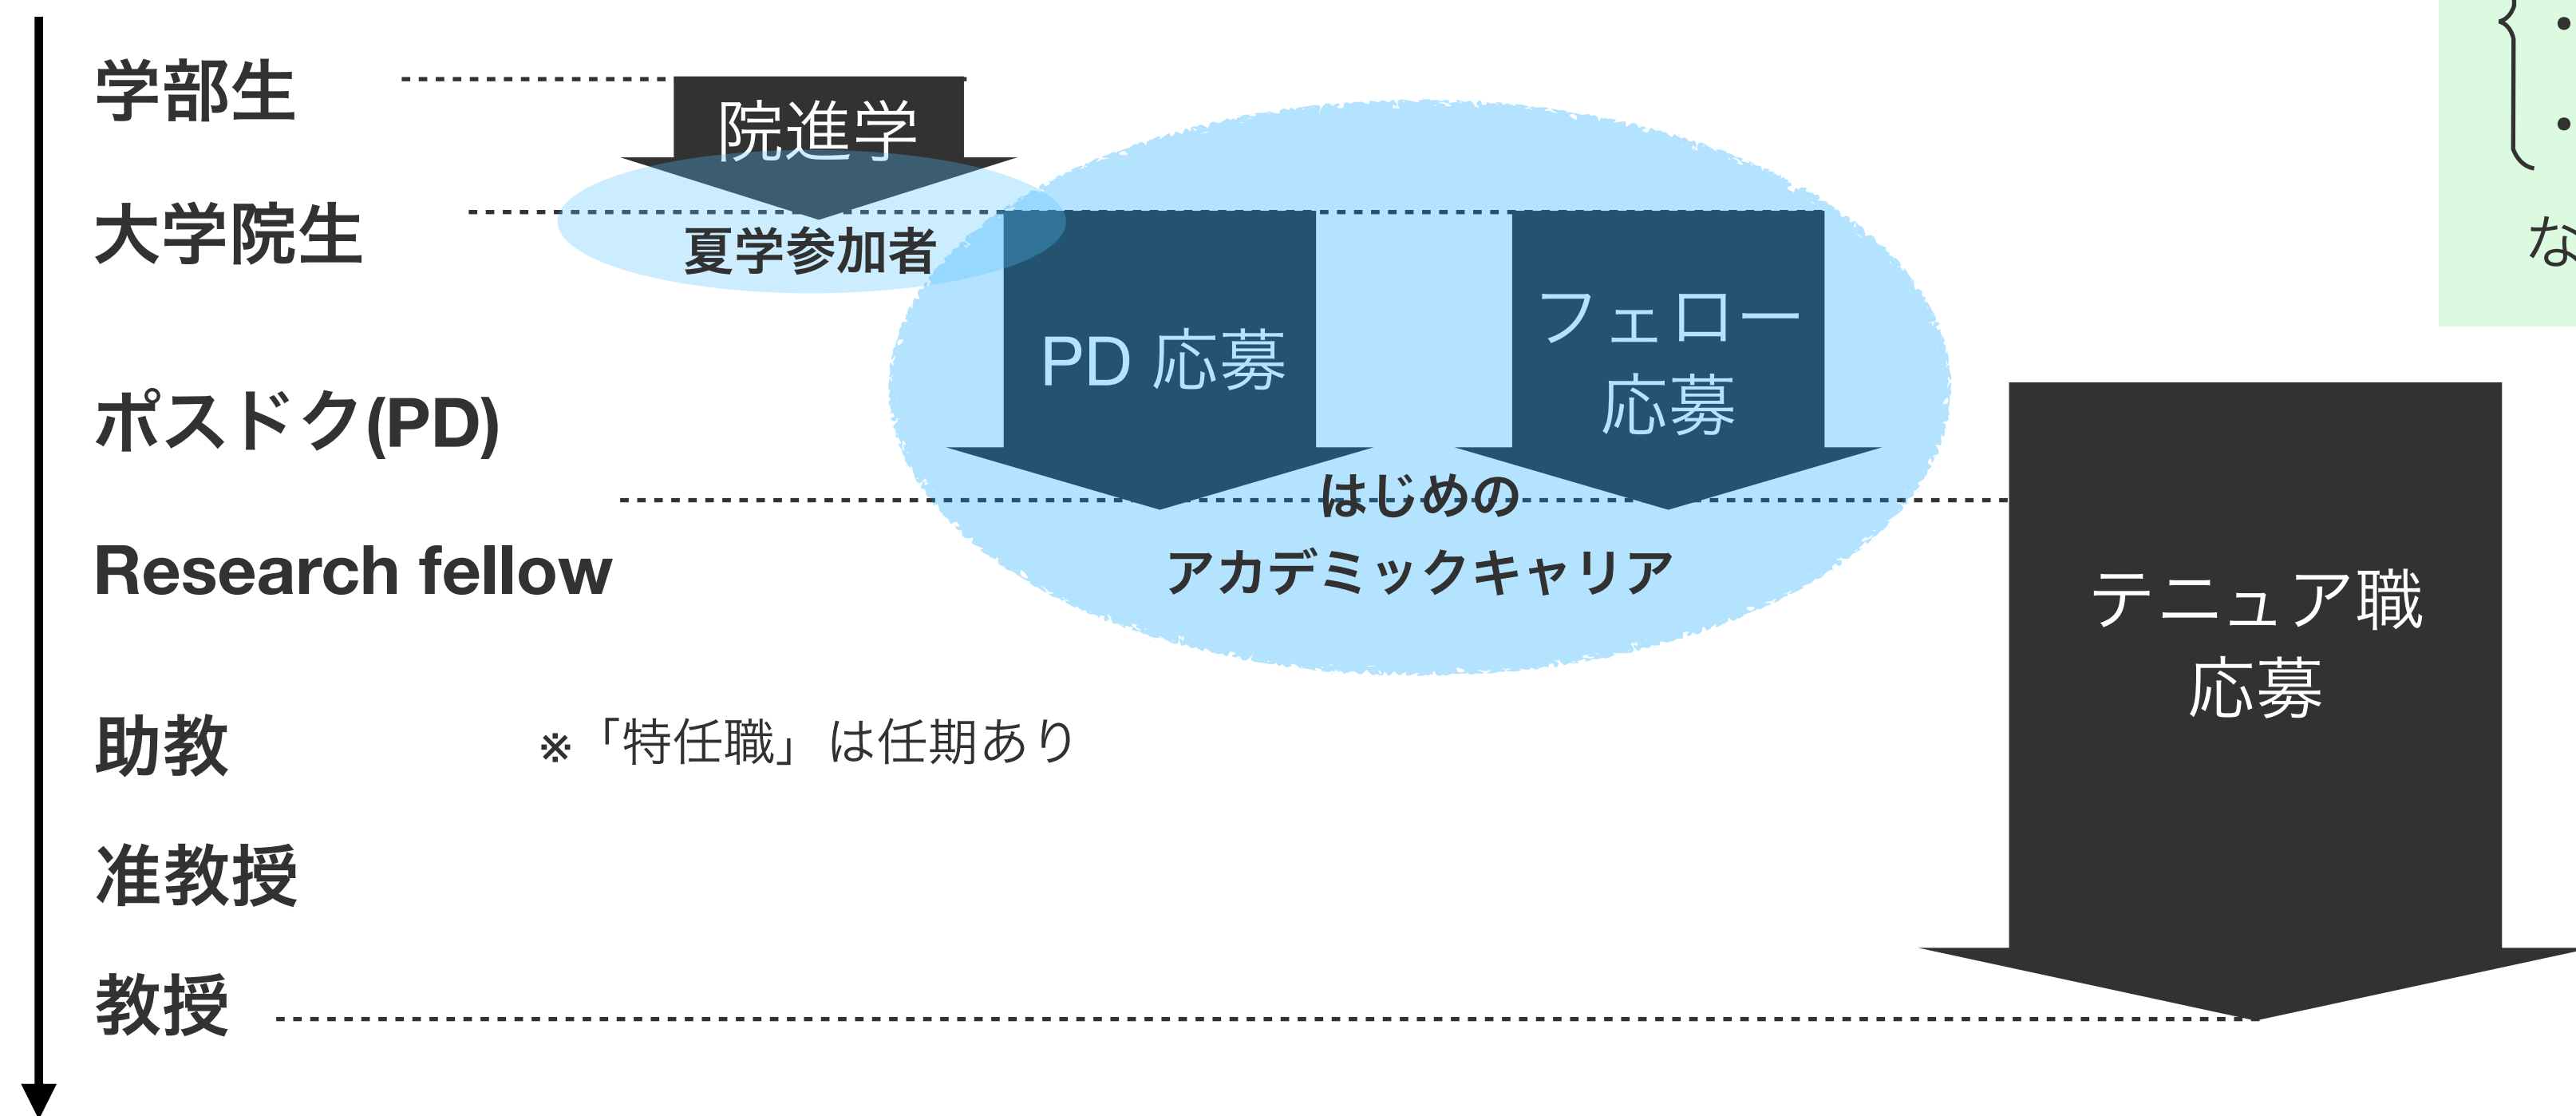 学部生
院進学
大学院生
夏学参加者
PD 応募
フェロー
応募
ポスドク(PD)
はじめの
アカデミックキャリア
Research fellow
テニュア職
応募
助教
※「特任職」は任期あり
准教授
教授